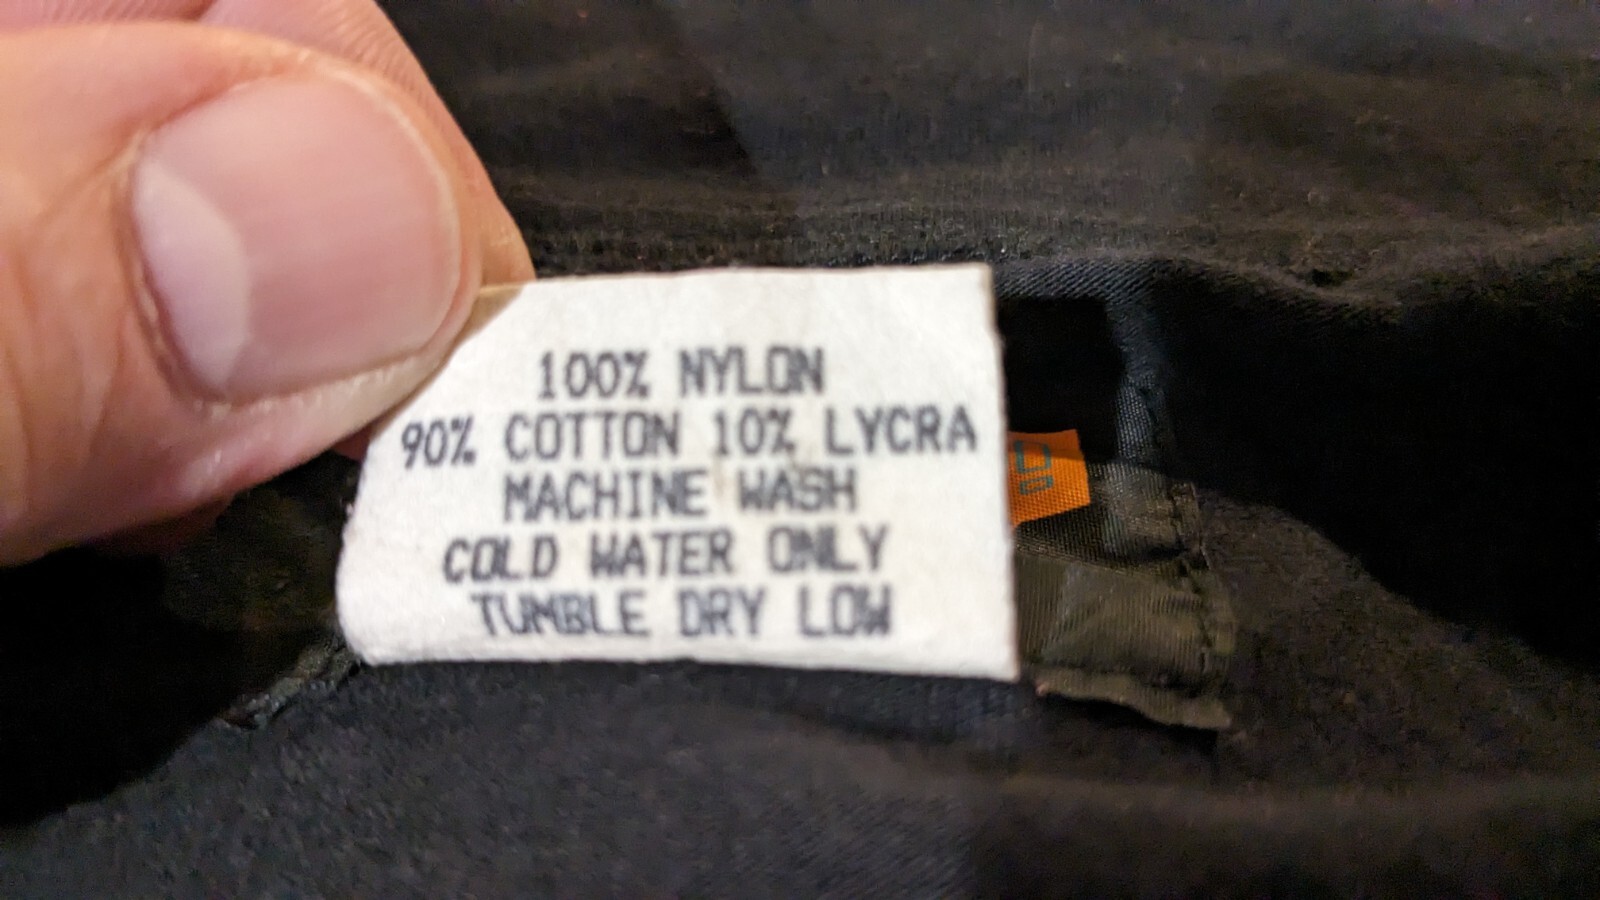 100% NYLON
90% COTTON 10% LYCRA
MACHINE WASH
COLD WATER ONLY
TUMBLE DRY LOW